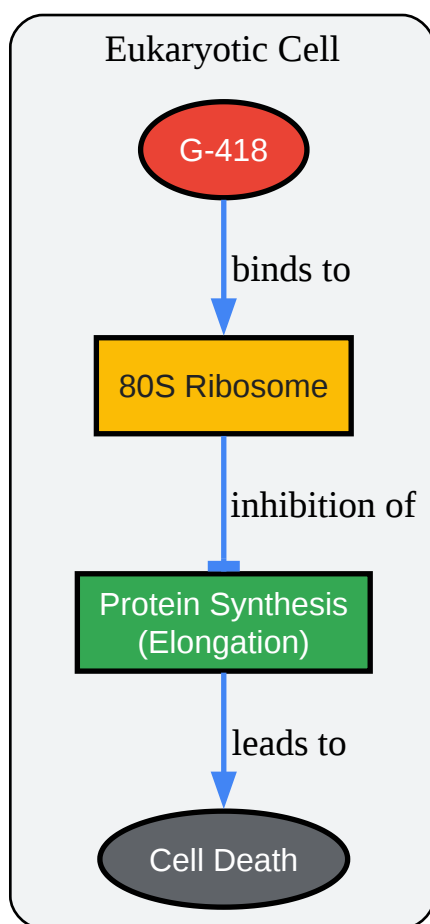 Eukaryotic Cell
G-418
binds to
80S Ribosome
inhibition of
Protein Synthesis
(Elongation)
leads to
Cell Death